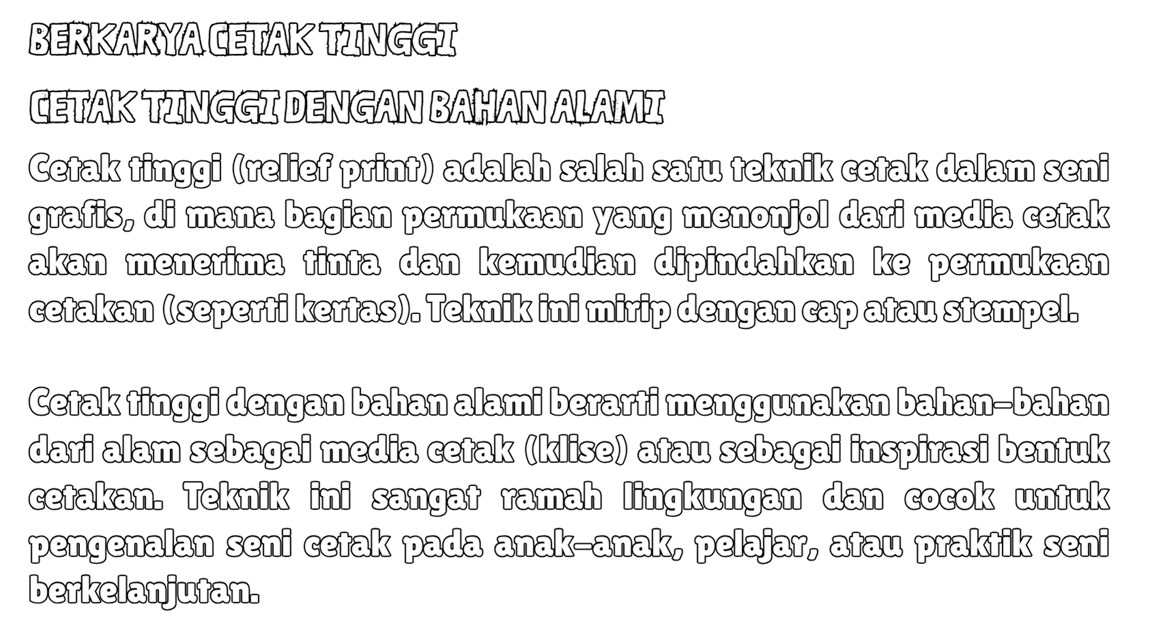 BERKARYA CETAK TINGGI
CETAK TINGGI DENGAN BAHAN ALAMI
Cetak tinggi (relief print) adalah salah satu teknik cetak dalam seni
grafis, di mana bagian permukaan yang menonjol dari media cetak
akan menerima tinta dan kemudian dipindahkan ke permukaan
cetakan (seperti kertas). Teknik ini mirip dengan cap atau stempel.
Cetak tinggi dengan bahan alami berarti menggunakan bahan-bahan
dari alam sebagai media cetak (klise) atau sebagai inspirasi bentuk
cetakan. Teknik ini sangat ramah lingkungan dan cocok untuk
pengenalan seni cetak pada anak-anak, pelajar, atau praktik seni
berkelanjutan.